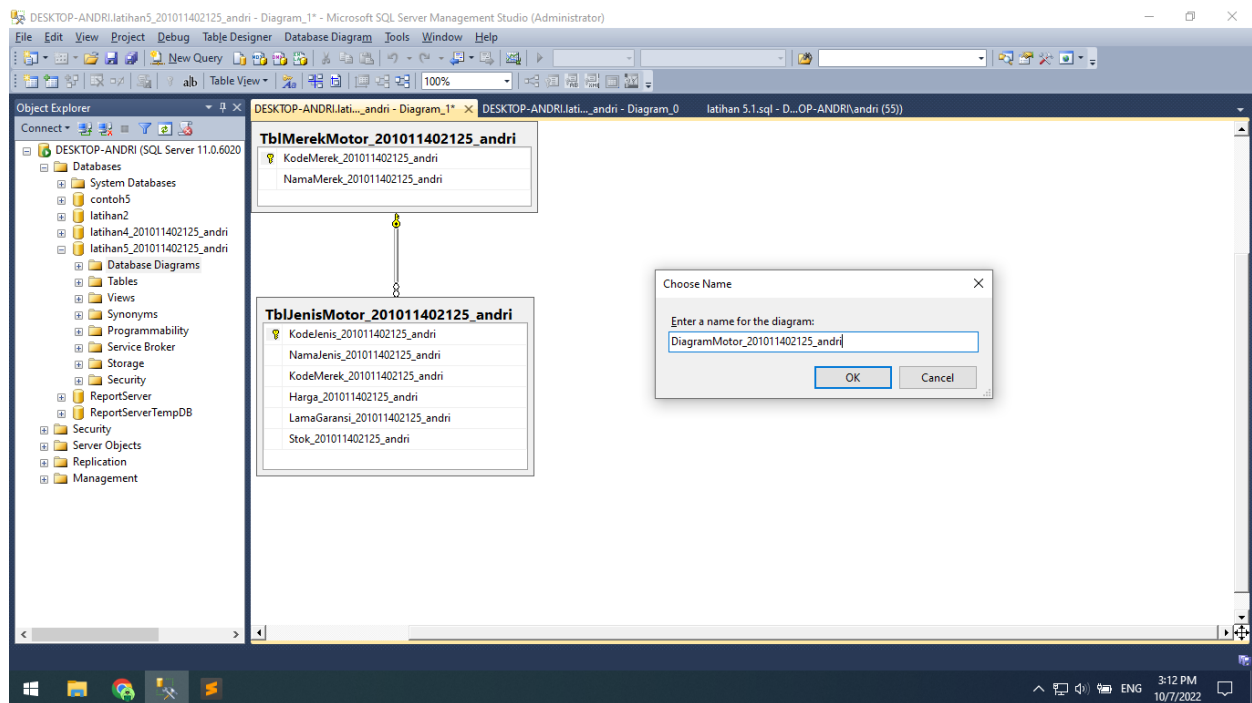 DESKTOP-ANDRI.latihan5_201011402125_andri - Diagram_1* - Microsoft SQL Server Management Studio (Administrator)
File Edit View Project Debug Table Designer Database Diagram Tools Window Help
New Query
alb Table View 100%
Object Explorer
DESKTOP-ANDRI.lati..._andri - Diagram_1* DESKTOP-ANDRI.lati..._andri - Diagram_0 latihan 5.1.sql - D...OP-ANDRI\andri (55))
Connect
DESKTOP-ANDRI (SQL Server 11.0.6020
Databases
System Databases
contoh5
latihan2
latihan4_201011402125_andri
latihan5_201011402125_andri
Database Diagrams
Tables
Views
Synonyms
Programmability
Service Broker
Storage
Security
ReportServer
ReportServerTempDB
Security
Server Objects
Replication
Management
TblMerekMotor_201011402125_andri
KodeMerek_201011402125_andri
NamaMerek_201011402125_andri
TblJenisMotor_201011402125_andri
KodeJenis_201011402125_andri
NamaJenis_201011402125_andri
KodeMerek_201011402125_andri
Harga_201011402125_andri
LamaGaransi_201011402125_andri
Stok_201011402125_andri
Choose Name
Enter a name for the diagram:
DiagramMotor_201011402125_andri
OK Cancel
ENG
3:12 PM
10/7/2022